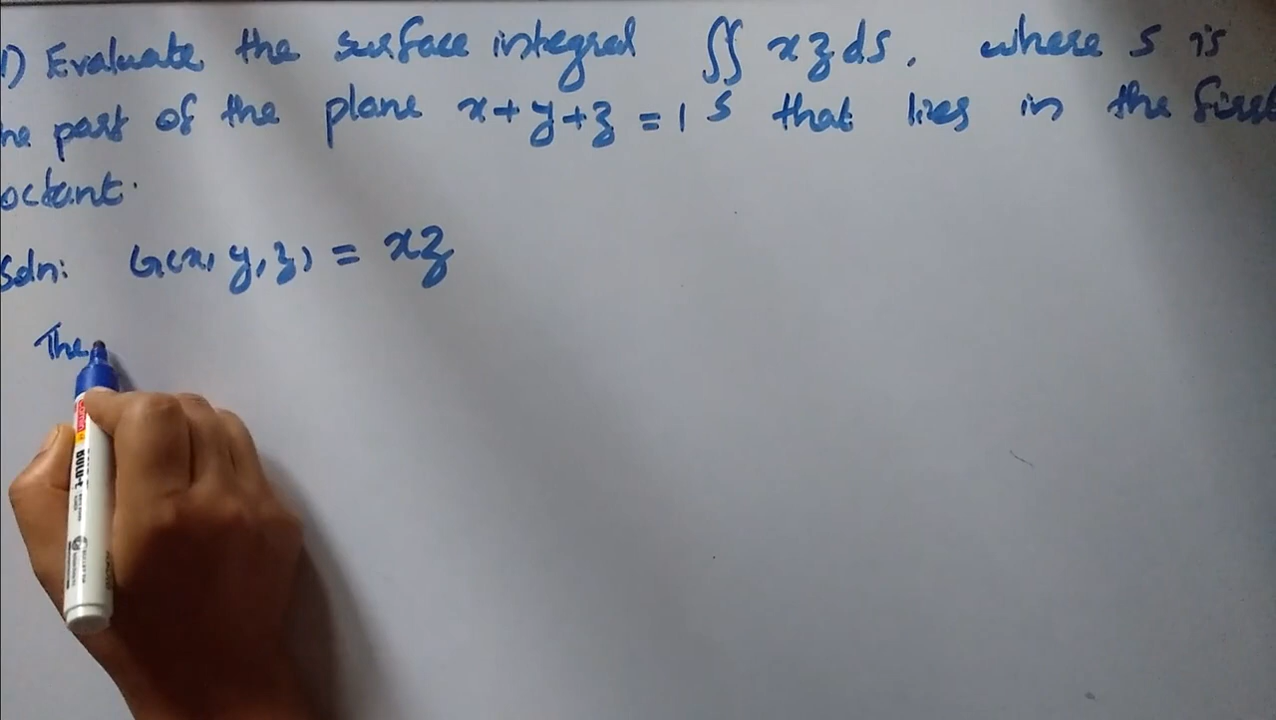 1) Evaluate the surface integral ∬ xz ds, where S is
he part of the plane x+y+z=1 S that lies in the first
octant.
Soln: G(x, y, z) = xz
The